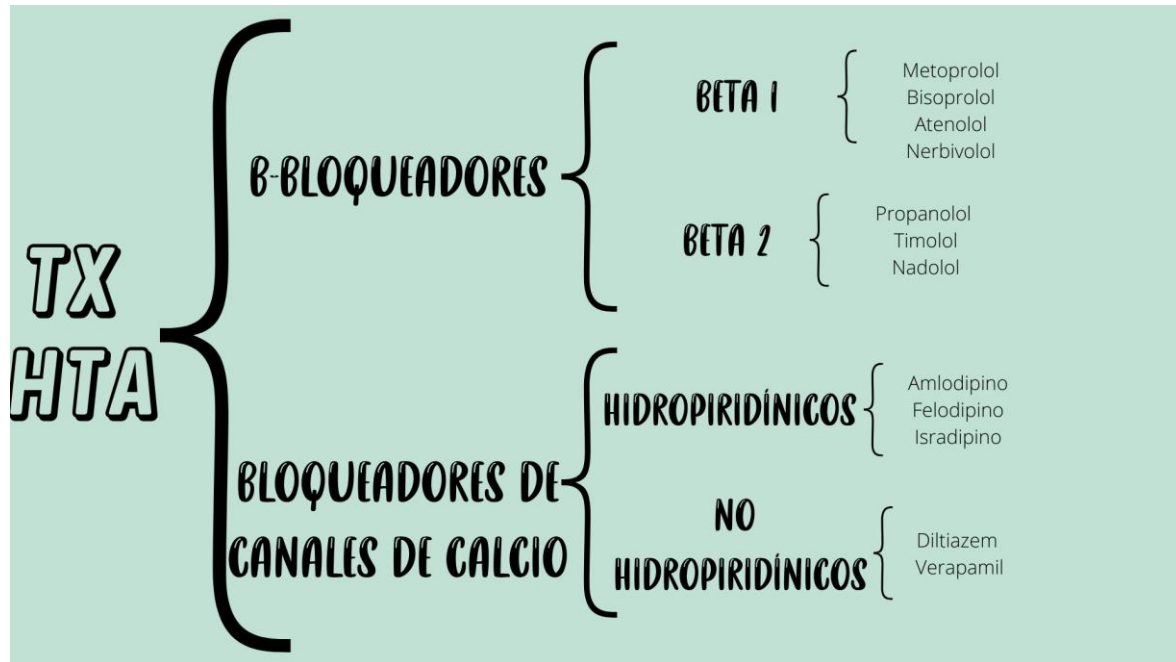 TX
HTA
B-BLOQUEADORES
BETA 1
Metoprolol
Bisoprolol
Atenolol
Nerbivolol
BETA 2
Propanolol
Timolol
Nadolol
BLOQUEADORES DE
CANALES DE CALCIO
HIDROPIRIDÍNICOS
Amlodipino
Felodipino
Isradipino
NO
HIDROPIRIDÍNICOS
Diltiazem
Verapamil